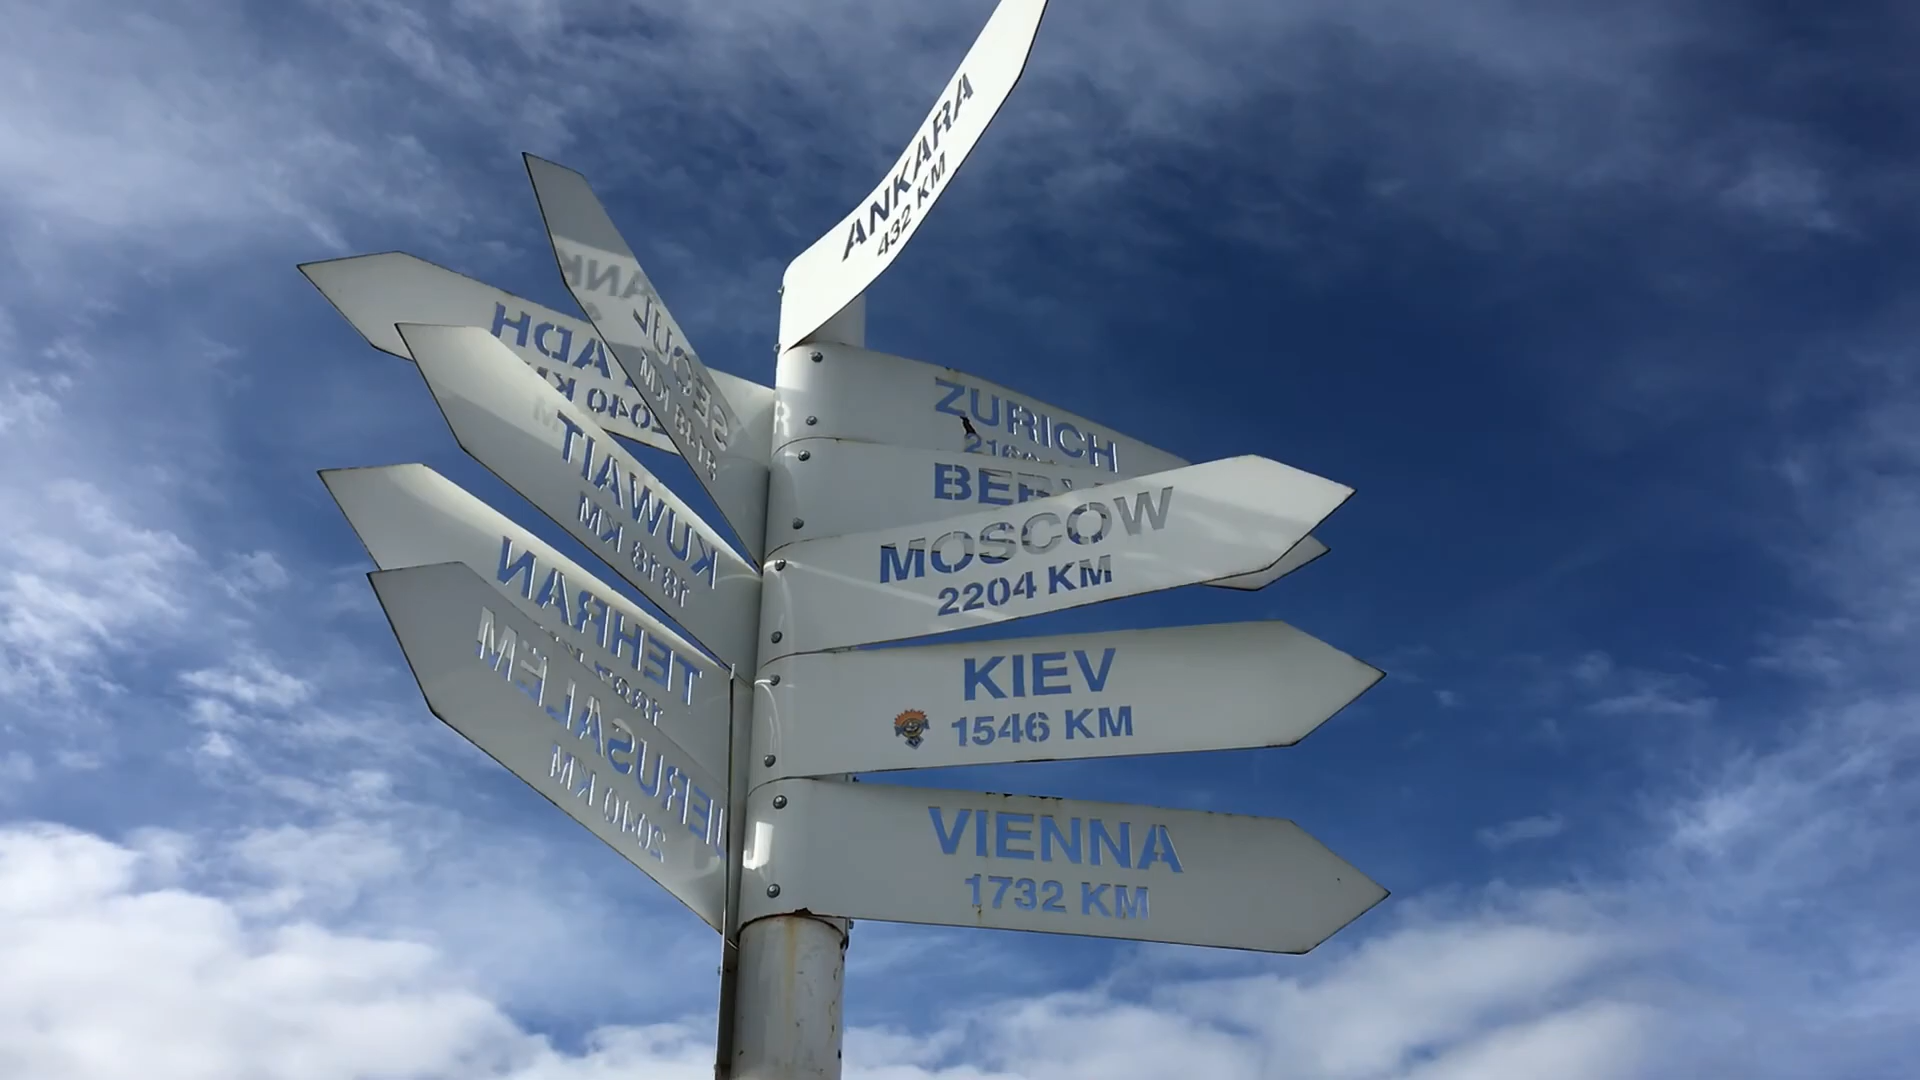 ANKARA
432 KM
ZURICH
MOSCOW
2204 KM
KIEV
1546 KM
VIENNA
1732 KM
SEOUL
KUWAIT
1818 KM
TEHRAN
JERUSALEM
2040 KM